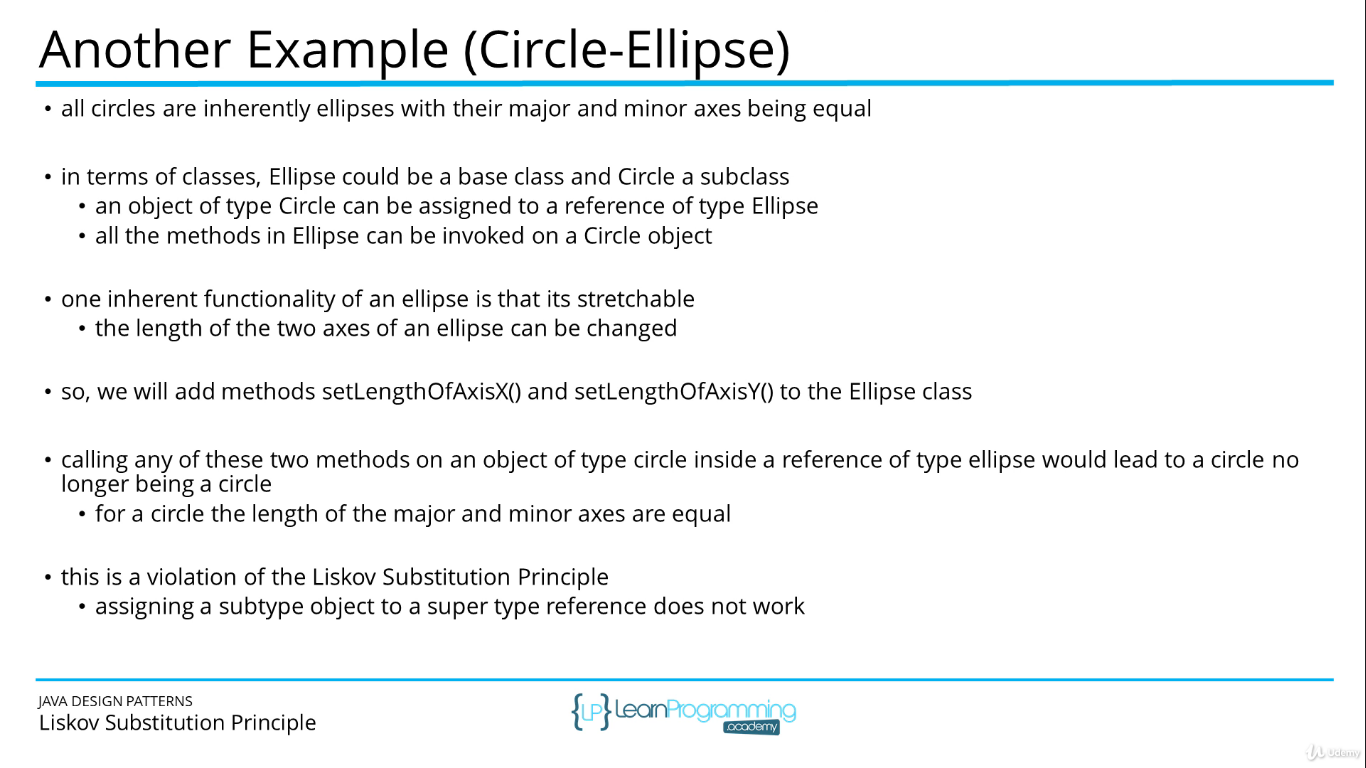 Another Example (Circle-Ellipse)
• all circles are inherently ellipses with their major and minor axes being equal
• in terms of classes, Ellipse could be a base class and Circle a subclass
• an object of type Circle can be assigned to a reference of type Ellipse
• all the methods in Ellipse can be invoked on a Circle object
• one inherent functionality of an ellipse is that its stretchable
• the length of the two axes of an ellipse can be changed
• so, we will add methods setLengthOfAxisX() and setLengthOfAxisY() to the Ellipse class
• calling any of these two methods on an object of type circle inside a reference of type ellipse would lead to a circle no
longer being a circle
• for a circle the length of the major and minor axes are equal
• this is a violation of the Liskov Substitution Principle
• assigning a subtype object to a super type reference does not work
JAVA DESIGN PATTERNS
Liskov Substitution Principle
{LP} LearnProgramming
.academy
Udemy